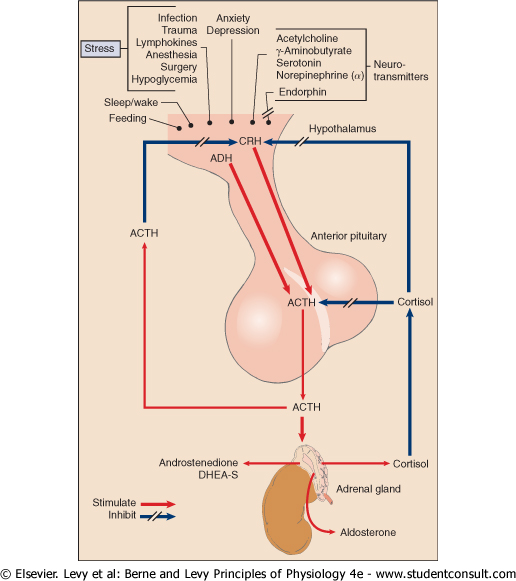 Stress
Infection
Trauma
Lymphokines
Anesthesia
Surgery
Hypoglycemia
Anxiety
Depression
Acetylcholine
γ-Aminobutyrate
Serotonin
Norepinephrine (α)
Endorphin
Neuro-
transmitters
Sleep/wake
Feeding
Hypothalamus
CRH
ADH
ACTH
Anterior pituitary
ACTH
Cortisol
ACTH
Androstenedione
DHEA-S
Cortisol
Adrenal gland
Aldosterone
Stimulate
Inhibit
© Elsevier. Levy et al: Berne and Levy Principles of Physiology 4e - www.studentconsult.com